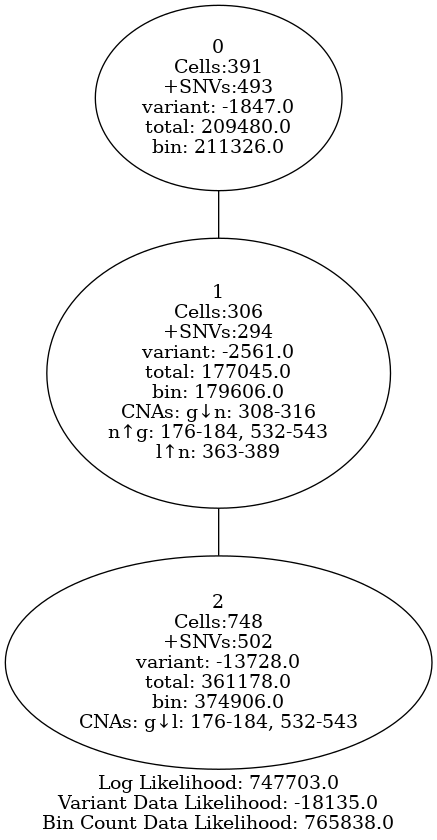 0
Cells:391
+SNVs:493
variant: -1847.0
total: 209480.0
bin: 211326.0
1
Cells:306
+SNVs:294
variant: -2561.0
total: 177045.0
bin: 179606.0
CNAs: g↓n: 308-316
n↑g: 176-184, 532-543
l↑n: 363-389
2
Cells:748
+SNVs:502
variant: -13728.0
total: 361178.0
bin: 374906.0
CNAs: g↓l: 176-184, 532-543
Log Likelihood: 747703.0
Variant Data Likelihood: -18135.0
Bin Count Data Likelihood: 765838.0